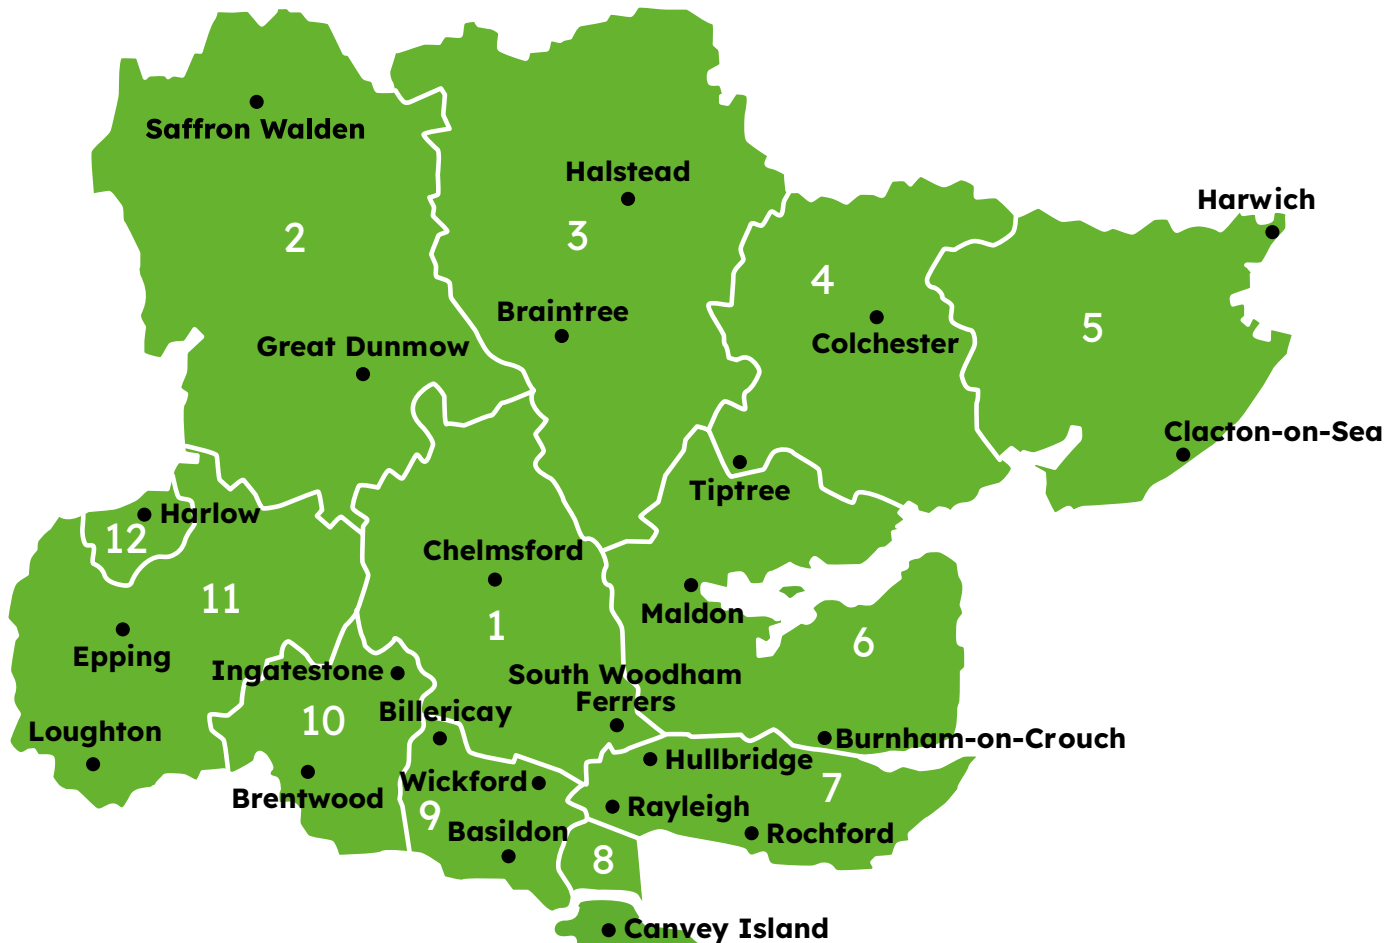 Saffron Walden
Halstead
Harwich
2
3
4
Braintree
5
Great Dunmow
Colchester
Clacton-on-Sea
Tiptree
Harlow
12
Chelmsford
11
Maldon
1
6
Epping
Ingatestone
South Woodham
Ferrers
Billericay
10
Loughton
Burnham-on-Crouch
Hullbridge
Wickford
7
Brentwood
Rayleigh
9
Basildon
Rochford
8
Canvey Island